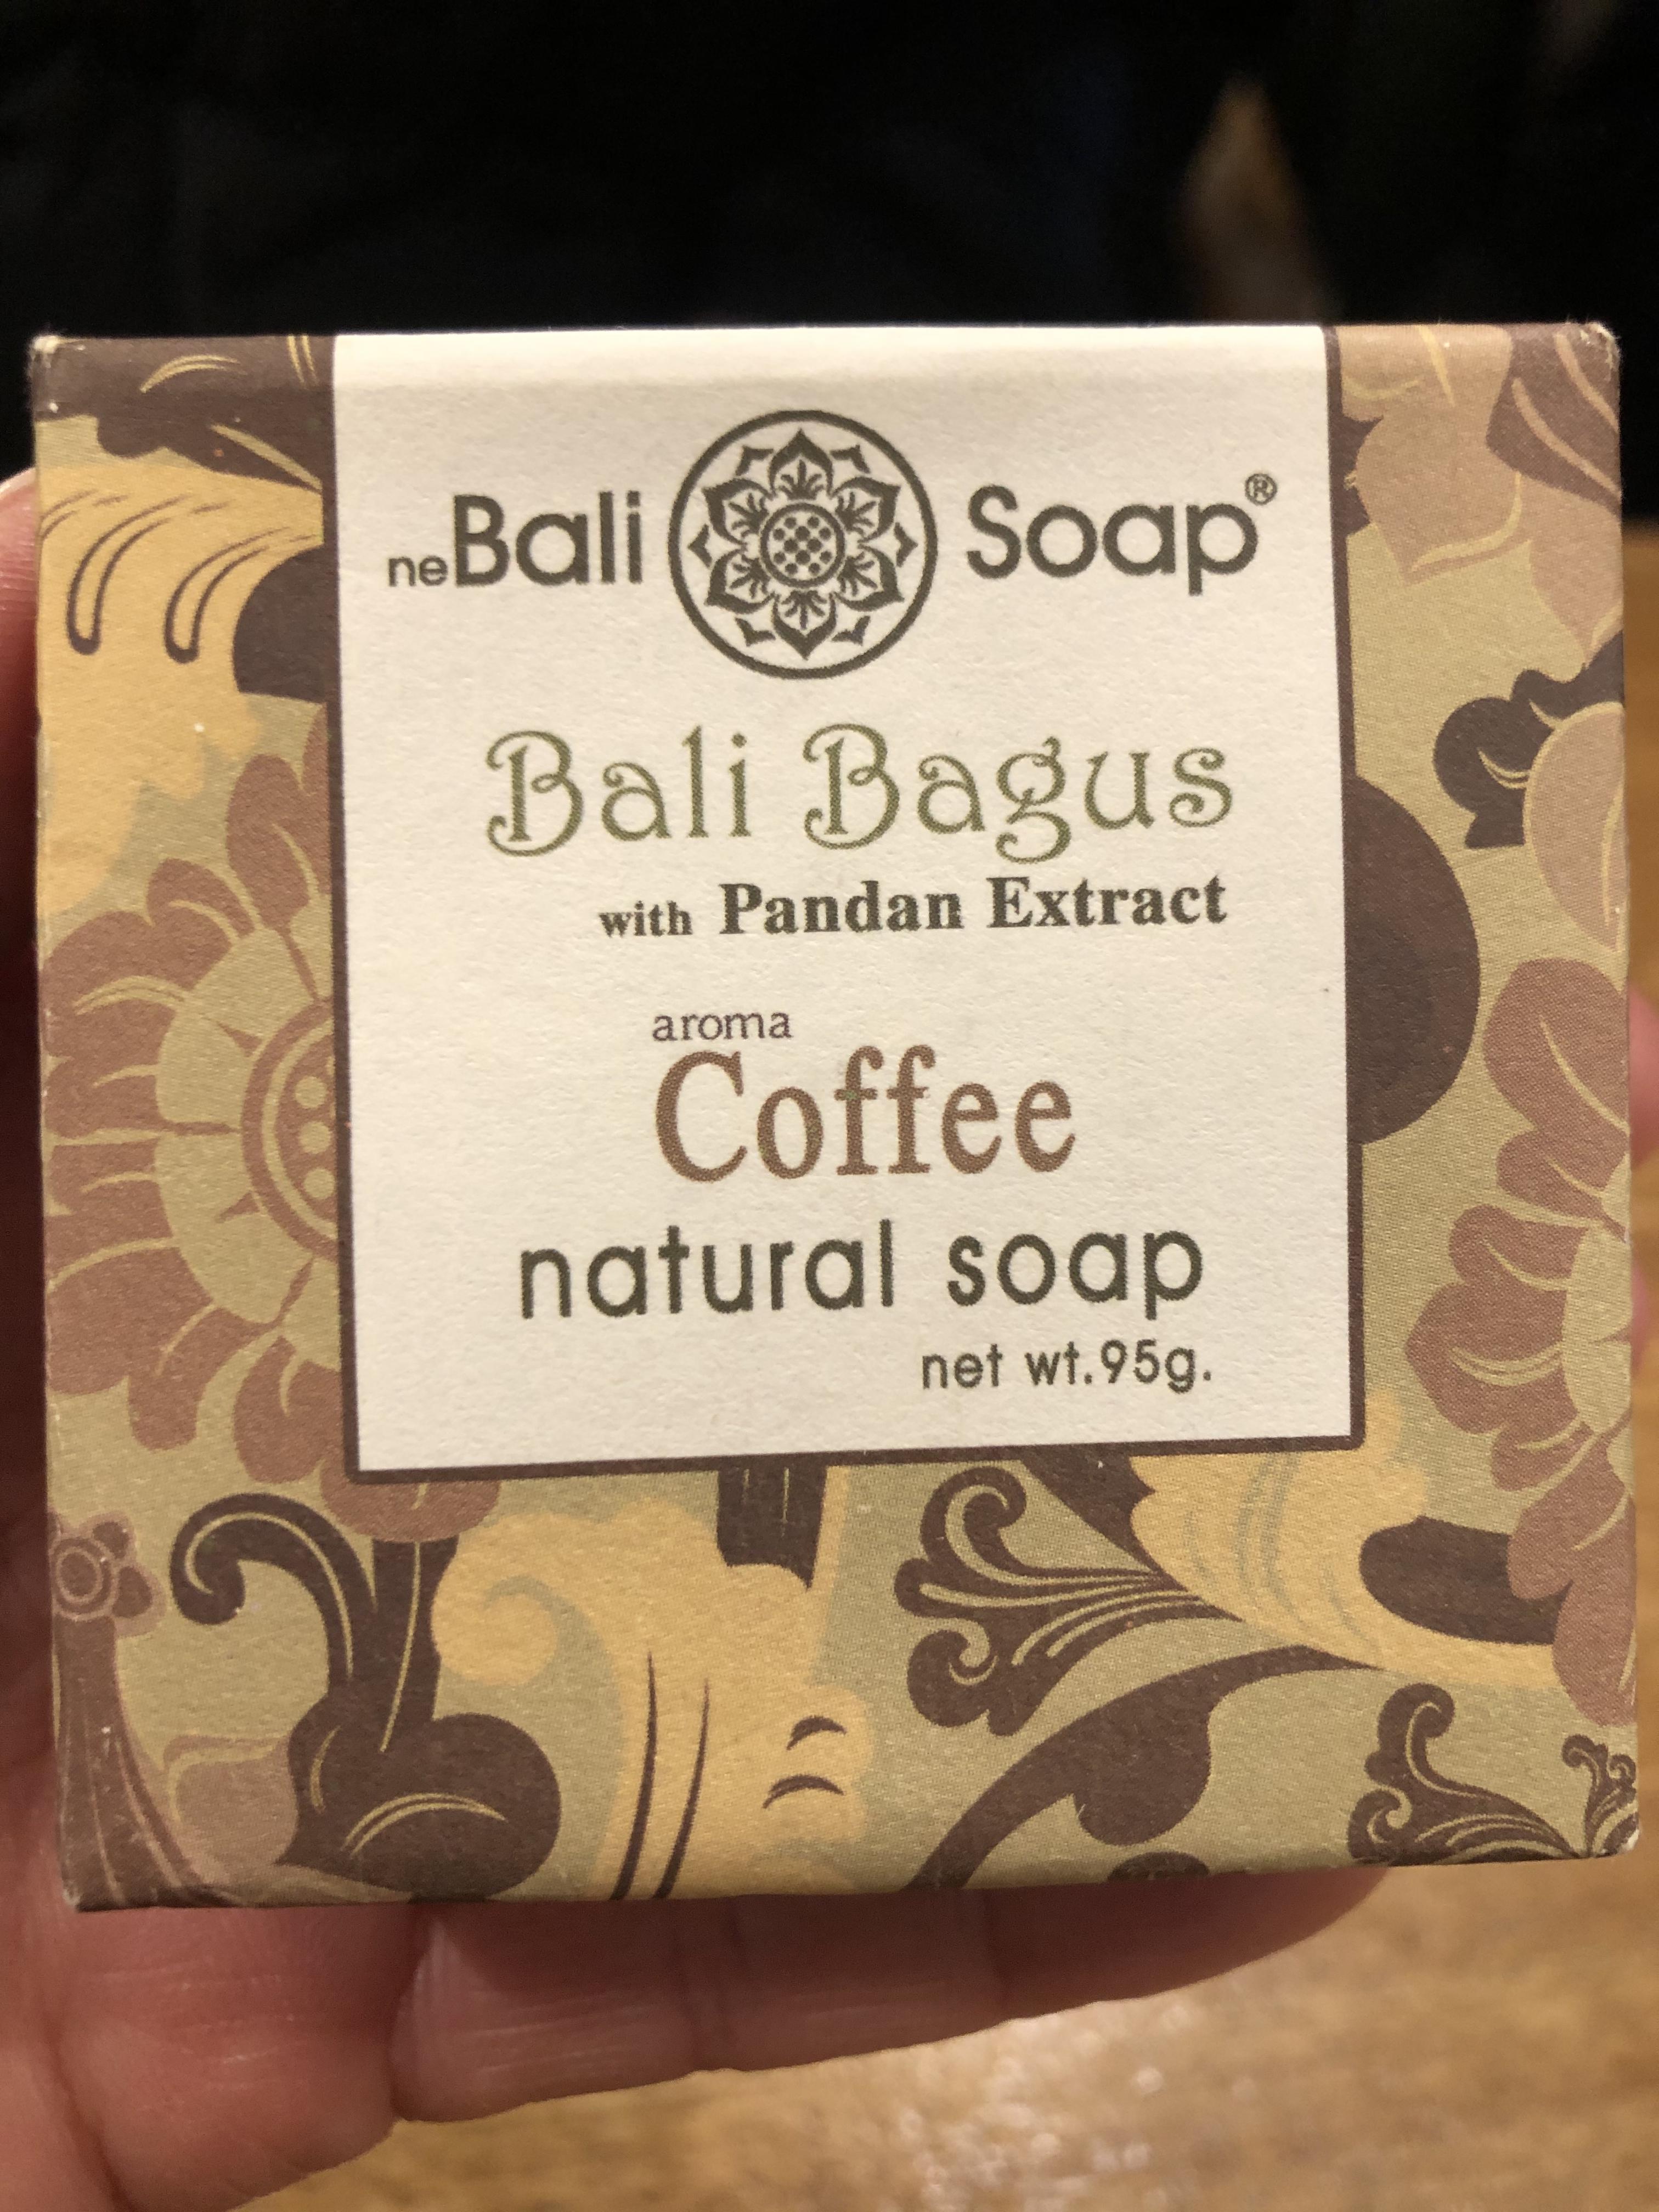 neBali Soap®
Bali Bagus
with Pandan Extract
aroma
Coffee
natural soap
net wt.95g.